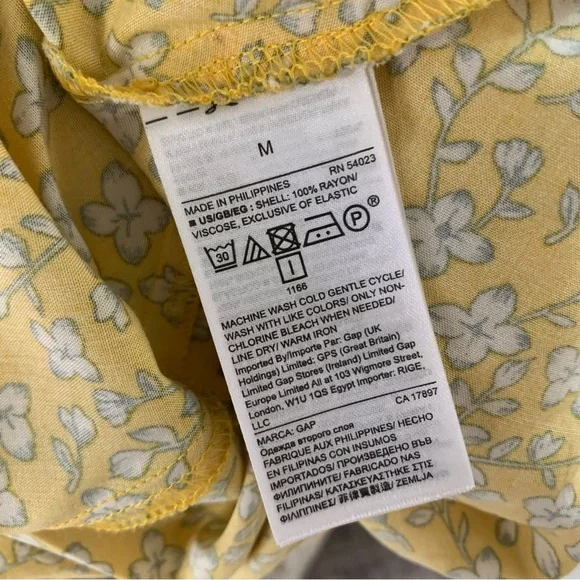 M
RN 54023
MADE IN PHILIPPINES
■ US/GB/EG : SHELL: 100% RAYON/
VISCOSE, EXCLUSIVE OF ELASTIC
30
P
®
I
1166
MACHINE WASH COLD GENTLE CYCLE/
WASH WITH LIKE COLORS/ ONLY NON-
CHLORINE BLEACH WHEN NEEDED/
LINE DRY/ WARM IRON
Imported By/Importe Par: Gap (UK
Holdings) Limited: GPS (Great Britain)
Limited Gap Stores (Ireland) Limited Gap
Europe Limited All at 103 Wigmore Street,
London, W1U 1QS Egypt Importer: RIGE,
LLC
CA 17897
MARCA: GAP
Одежда второго слоя
FABRIQUE AUX PHILIPPINES/ HECHO
EN FILIPINAS CON INSUMOS
IMPORTADOS/ ПРОИЗВЕДЕНО ВЪВ
ФИЛИПИНИТЕ/ FABRICADO NAS
FILIPINAS/ ΚΑΤΑΣΚΕΥΑΣΤΗΚΕ ΣΤΙΣ
ΦΙΛΙΠΠΙΝΕΣ/ 菲律賓製造/ ZEMLJA